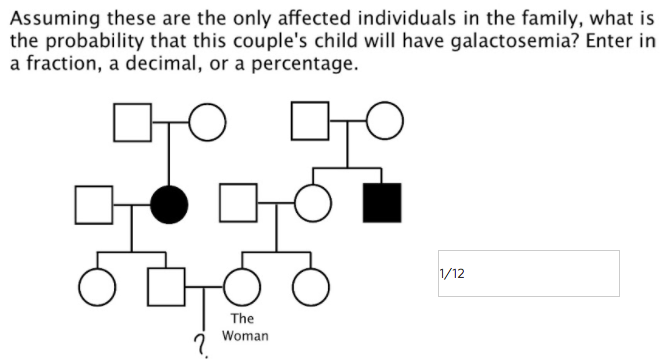 Assuming these are the only affected individuals in the family, what is
the probability that this couple's child will have galactosemia? Enter in
a fraction, a decimal, or a percentage.
1/12
The
Woman
?